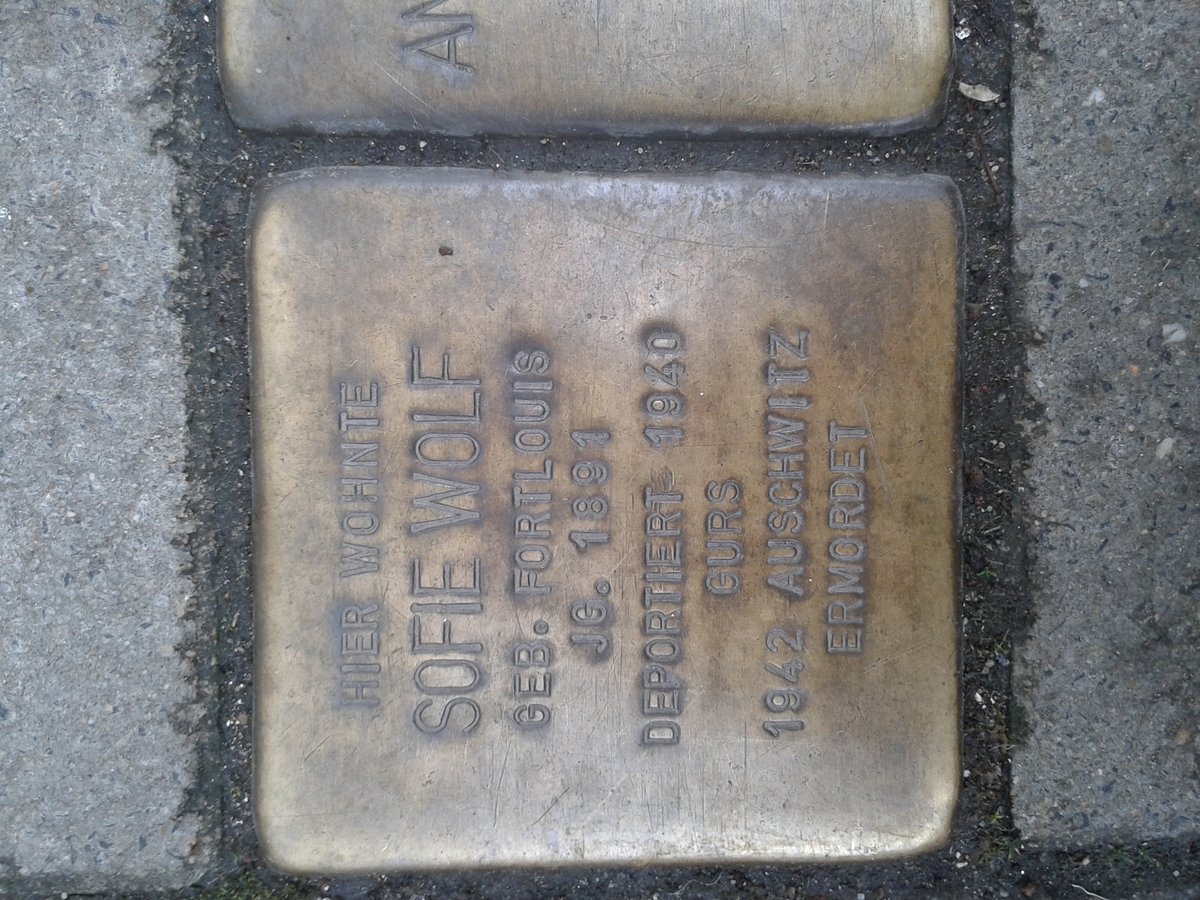 HIER WOHNTE
SOFIE WOLF
GEB. FORTLOUIS
JG. 1891
DEPORTIERT 1940
GURS
1942 AUSCHWITZ
ERMORDET